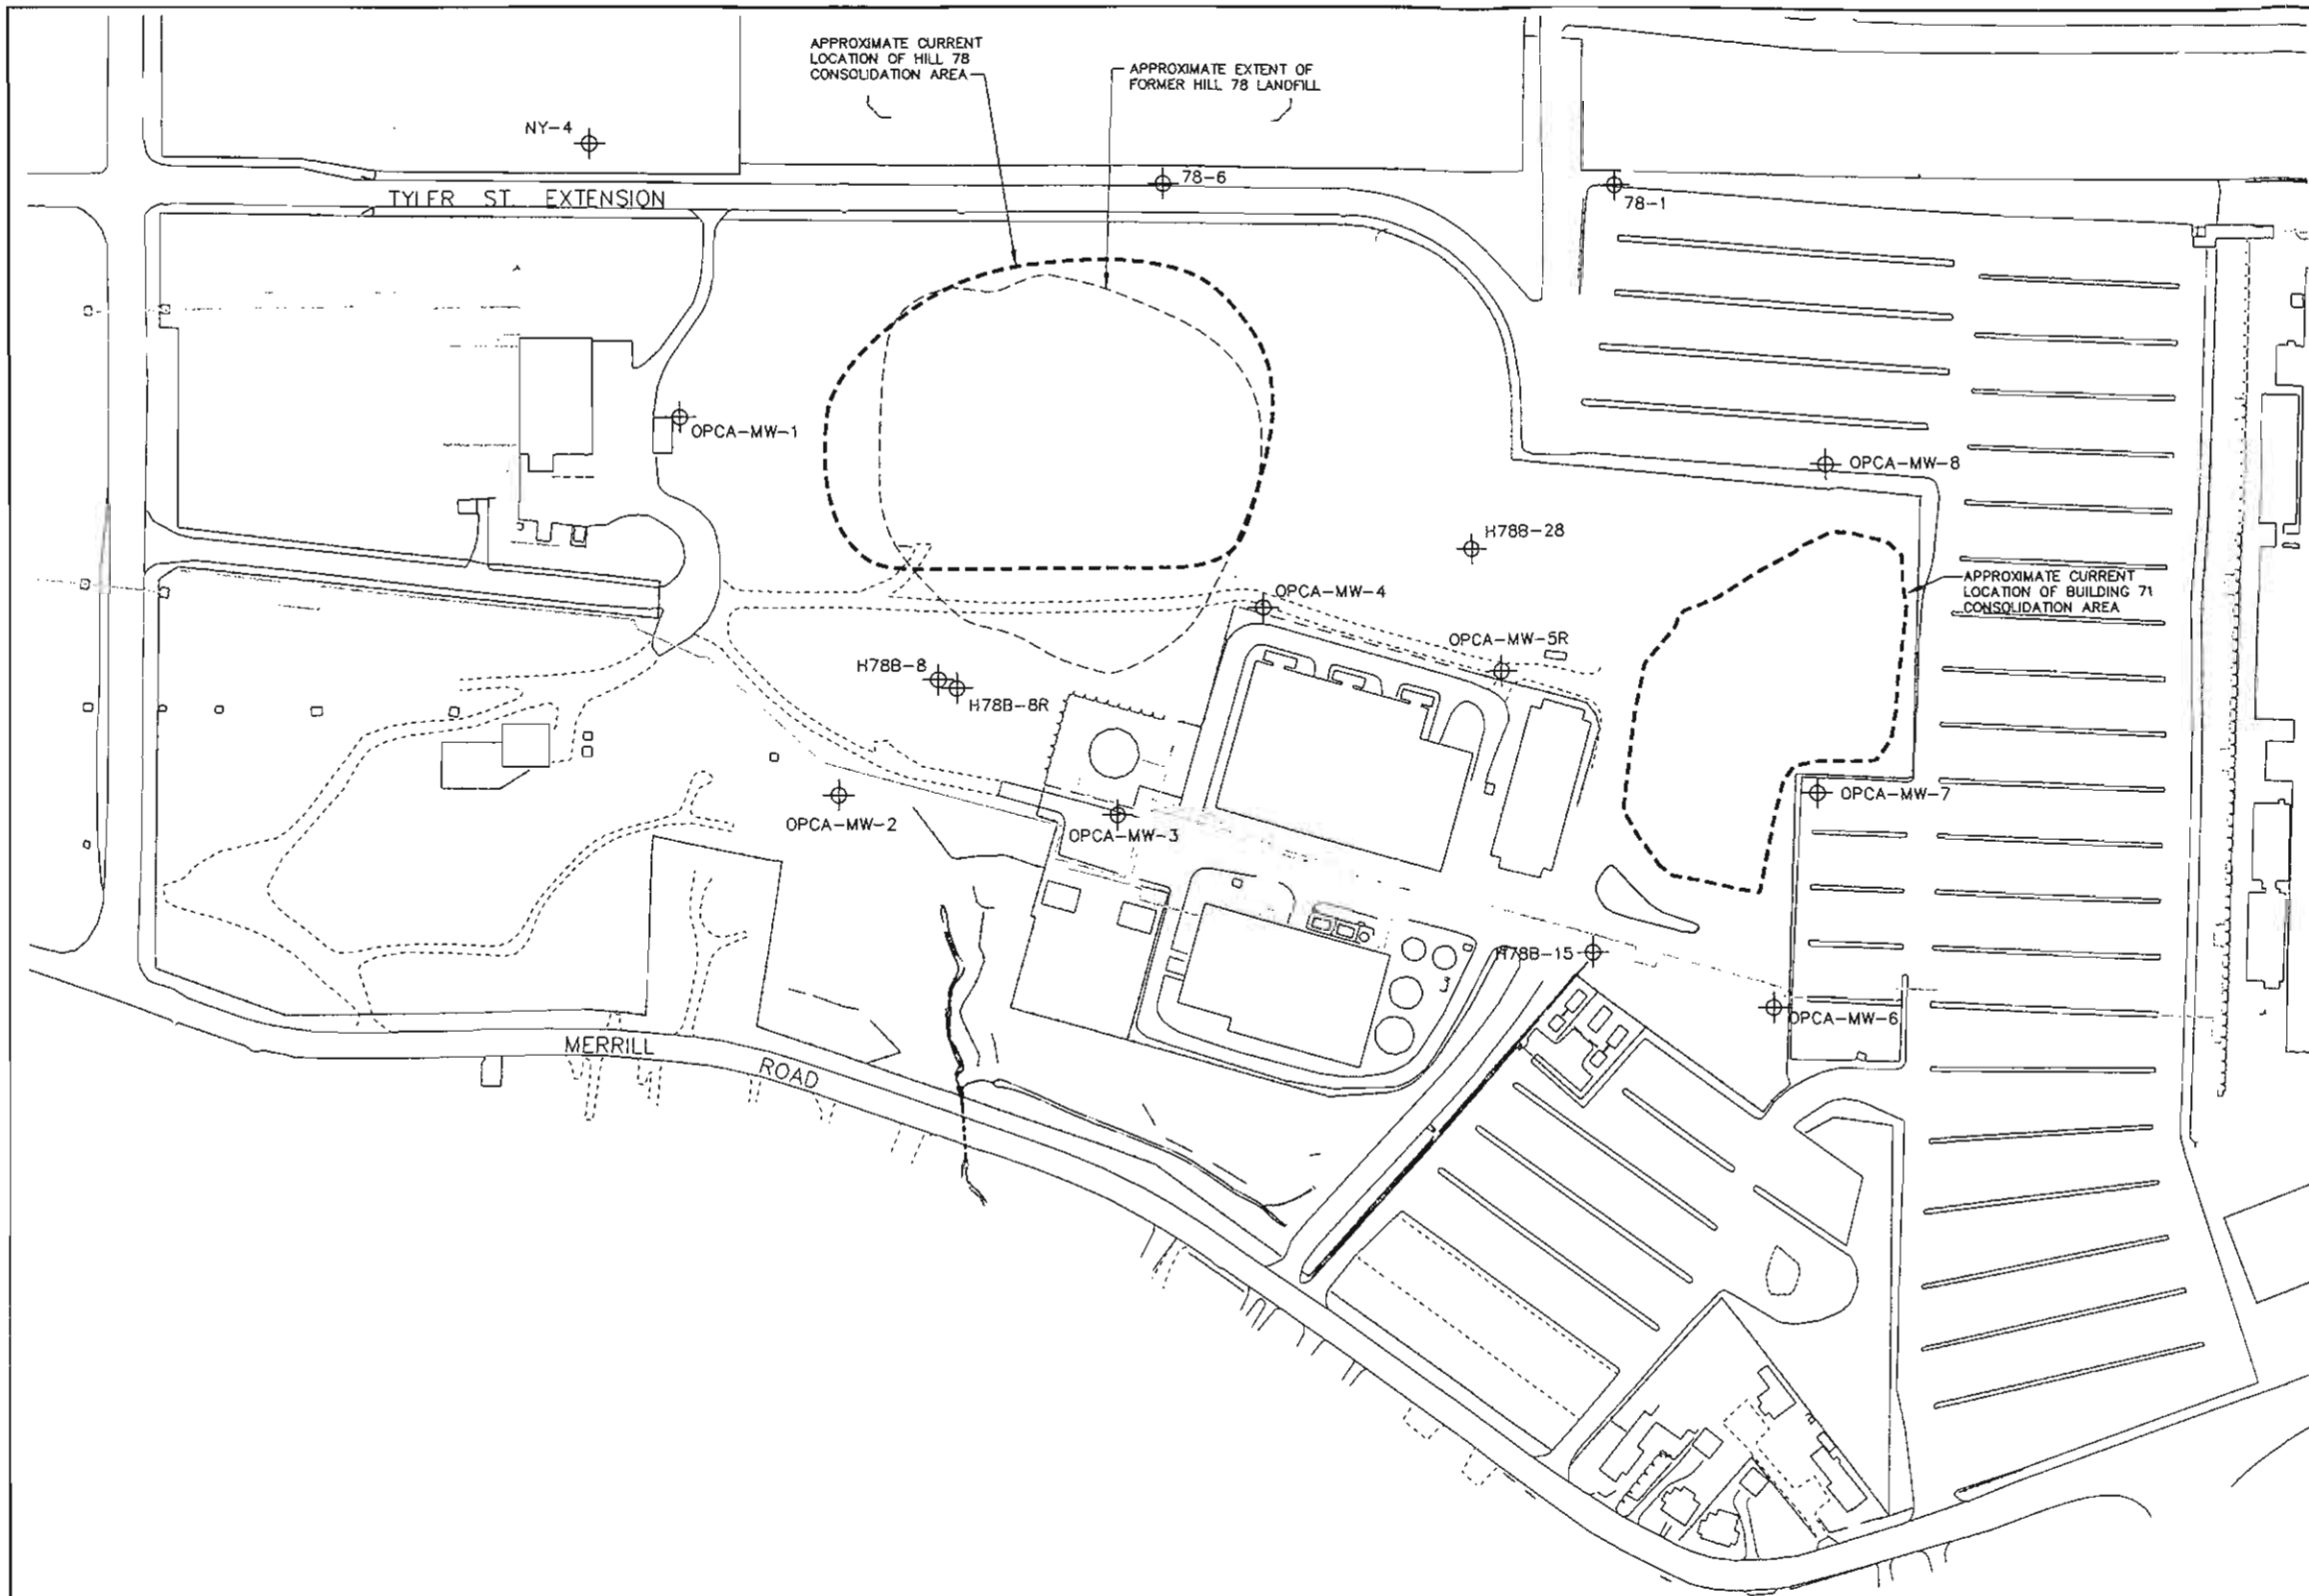 APPROXIMATE CURRENT
LOCATION OF HILL 78
CONSOLIDATION AREA
APPROXIMATE EXTENT OF
FORMER HILL 78 LANDFILL
NY-4
78-6
TYLER ST. EXTENSION
78-1
OPCA-MW-1
OPCA-MW-8
H78B-28
APPROXIMATE CURRENT
LOCATION OF BUILDING 71
CONSOLIDATION AREA
OPCA-MW-4
OPCA-MW-5R
H78B-8
H78B-8R
OPCA-MW-7
OPCA-MW-2
OPCA-MW-3
H78B-15
OPCA-MW-6
MERRILL
ROAD